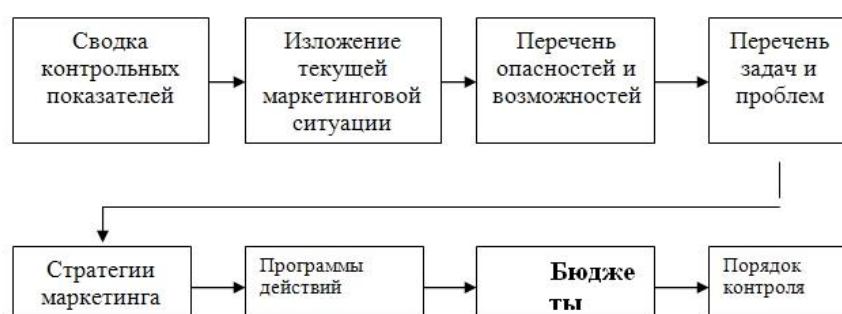 Сводка
контрольных
показателей
Изложение
текущей
маркетинговой
ситуации
Перечень
опасностей и
возможностей
Перечень
задач и
проблем
Стратегии
маркетинга
Программы
действий
Бюдже
ты
Порядок
контроля